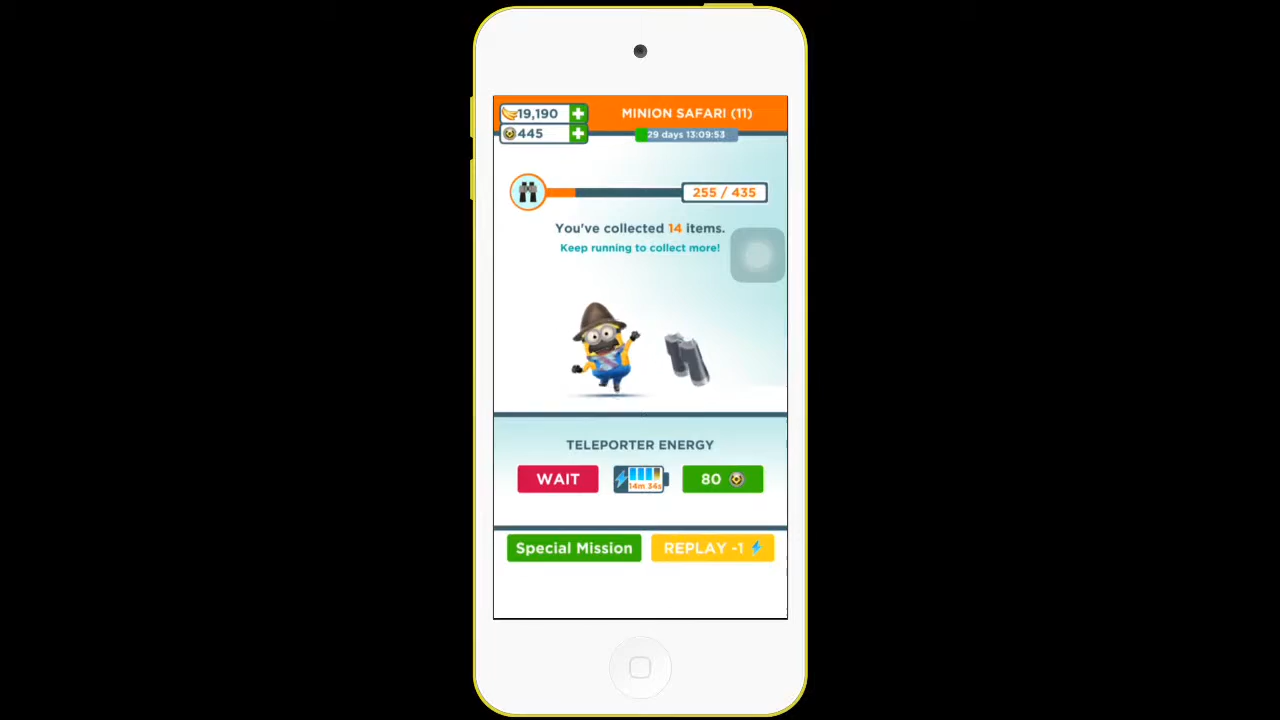 19,190
MINION SAFARI (11)
445
29 days 13:09:53
255 / 435
You've collected 14 items.
Keep running to collect more!
TELEPORTER ENERGY
WAIT
14m 34s
80
Special Mission
REPLAY -1